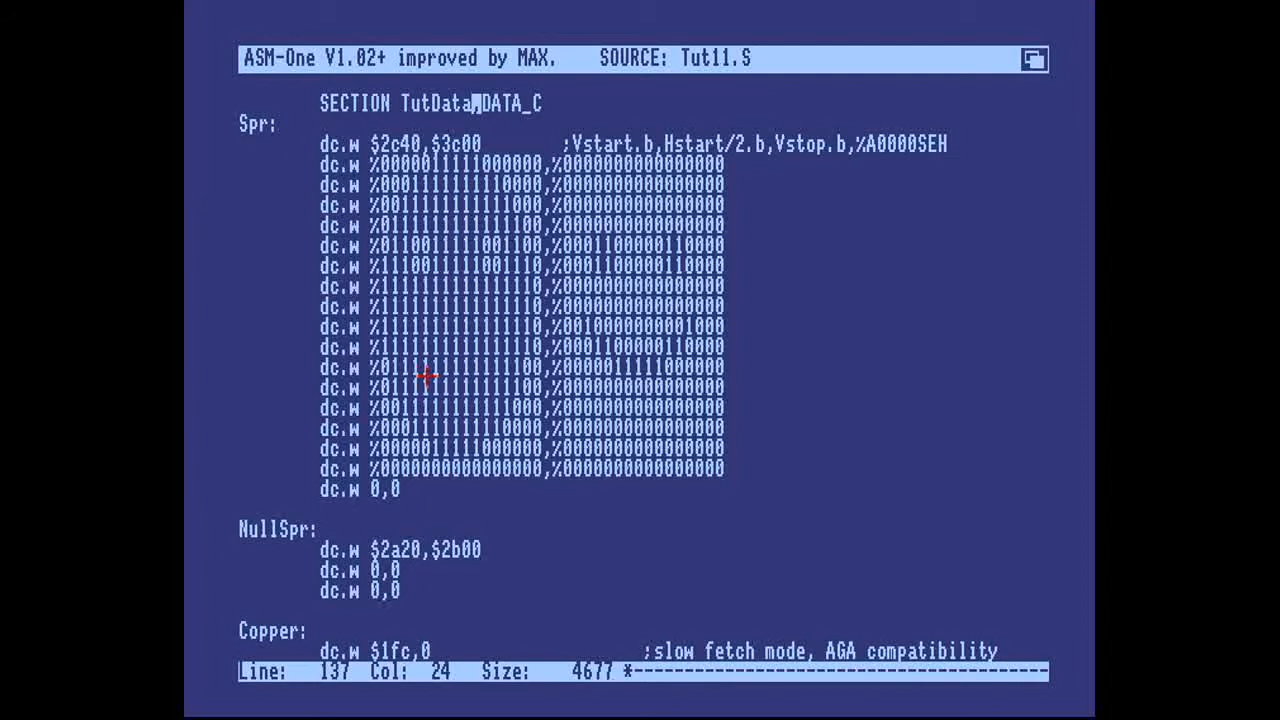 ASM-One V1.02+ improved by MAX. SOURCE: Tut11.S
SECTION TutData,DATA_C
Spr:
dc.w $2c40,$3c00 ;Vstart.b,Hstart/2.b,Vstop.b,%A0000SEH
dc.w %0000011111000000,%0000000000000000
dc.w %0001111111110000,%0000000000000000
dc.w %0011111111111000,%0000000000000000
dc.w %0111111111111100,%0000000000000000
dc.w %0110011111001100,%0001100000110000
dc.w %1110011111001110,%0001100000110000
dc.w %1111111111111110,%0000000000000000
dc.w %1111111111111110,%0000000000000000
dc.w %1111111111111110,%0010000000001000
dc.w %1111111111111110,%0001100000110000
dc.w %0111111111111100,%0000011111000000
dc.w %0111111111111100,%0000000000000000
dc.w %0011111111111000,%0000000000000000
dc.w %0001111111110000,%0000000000000000
dc.w %0000011111000000,%0000000000000000
dc.w %0000000000000000,%0000000000000000
dc.w 0,0
NullSpr:
dc.w $2a20,$2b00
dc.w 0,0
dc.w 0,0
Copper:
dc.w $1fc,0 ;slow fetch mode, AGA compatibility
Line: 137 Col: 24 Size: 4677 *----------------------------------------